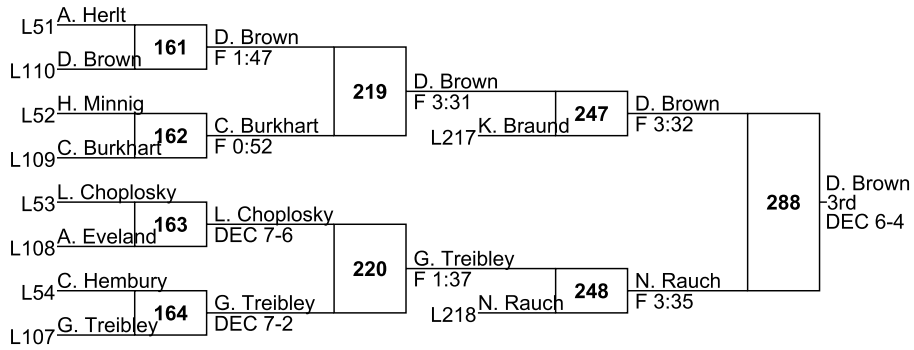 L51 A. Herlt
161
D. Brown
F 1:47
L110 D. Brown
219
D. Brown
F 3:31
L52 H. Minnig
162
C. Burkhart
F 0:52
L109 C. Burkhart
L217 K. Braund
247
D. Brown
F 3:32
288
D. Brown
3rd
DEC 6-4
L53 L. Choplosky
163
L. Choplosky
DEC 7-6
L108 A. Eveland
220
G. Treibley
F 1:37
L54 C. Hembury
164
G. Treibley
DEC 7-2
L107 G. Treibley
L218 N. Rauch
248
N. Rauch
F 3:35